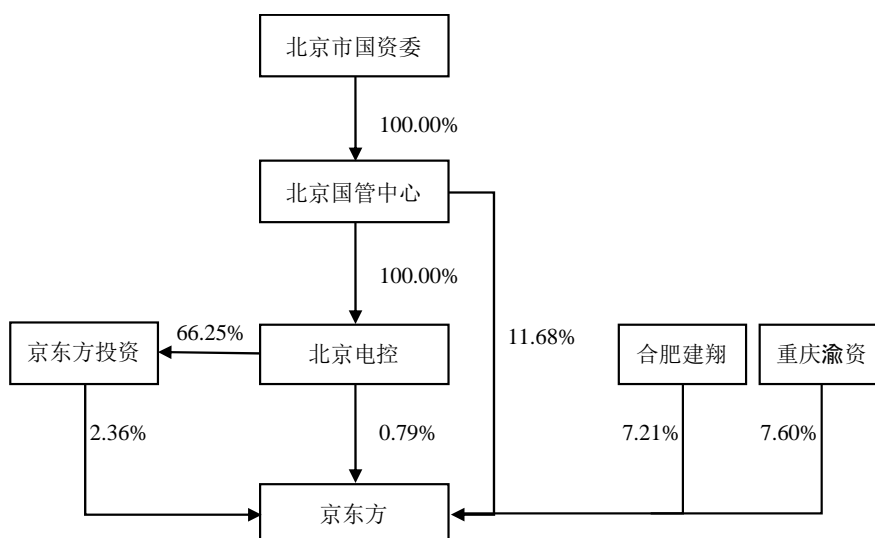 北京市国资委
100.00%
北京国管中心
100.00%
66.25%
京东方投资
北京电控
11.68%
合肥建翔
重庆渝资
2.36%
0.79%
7.21%
7.60%
京东方